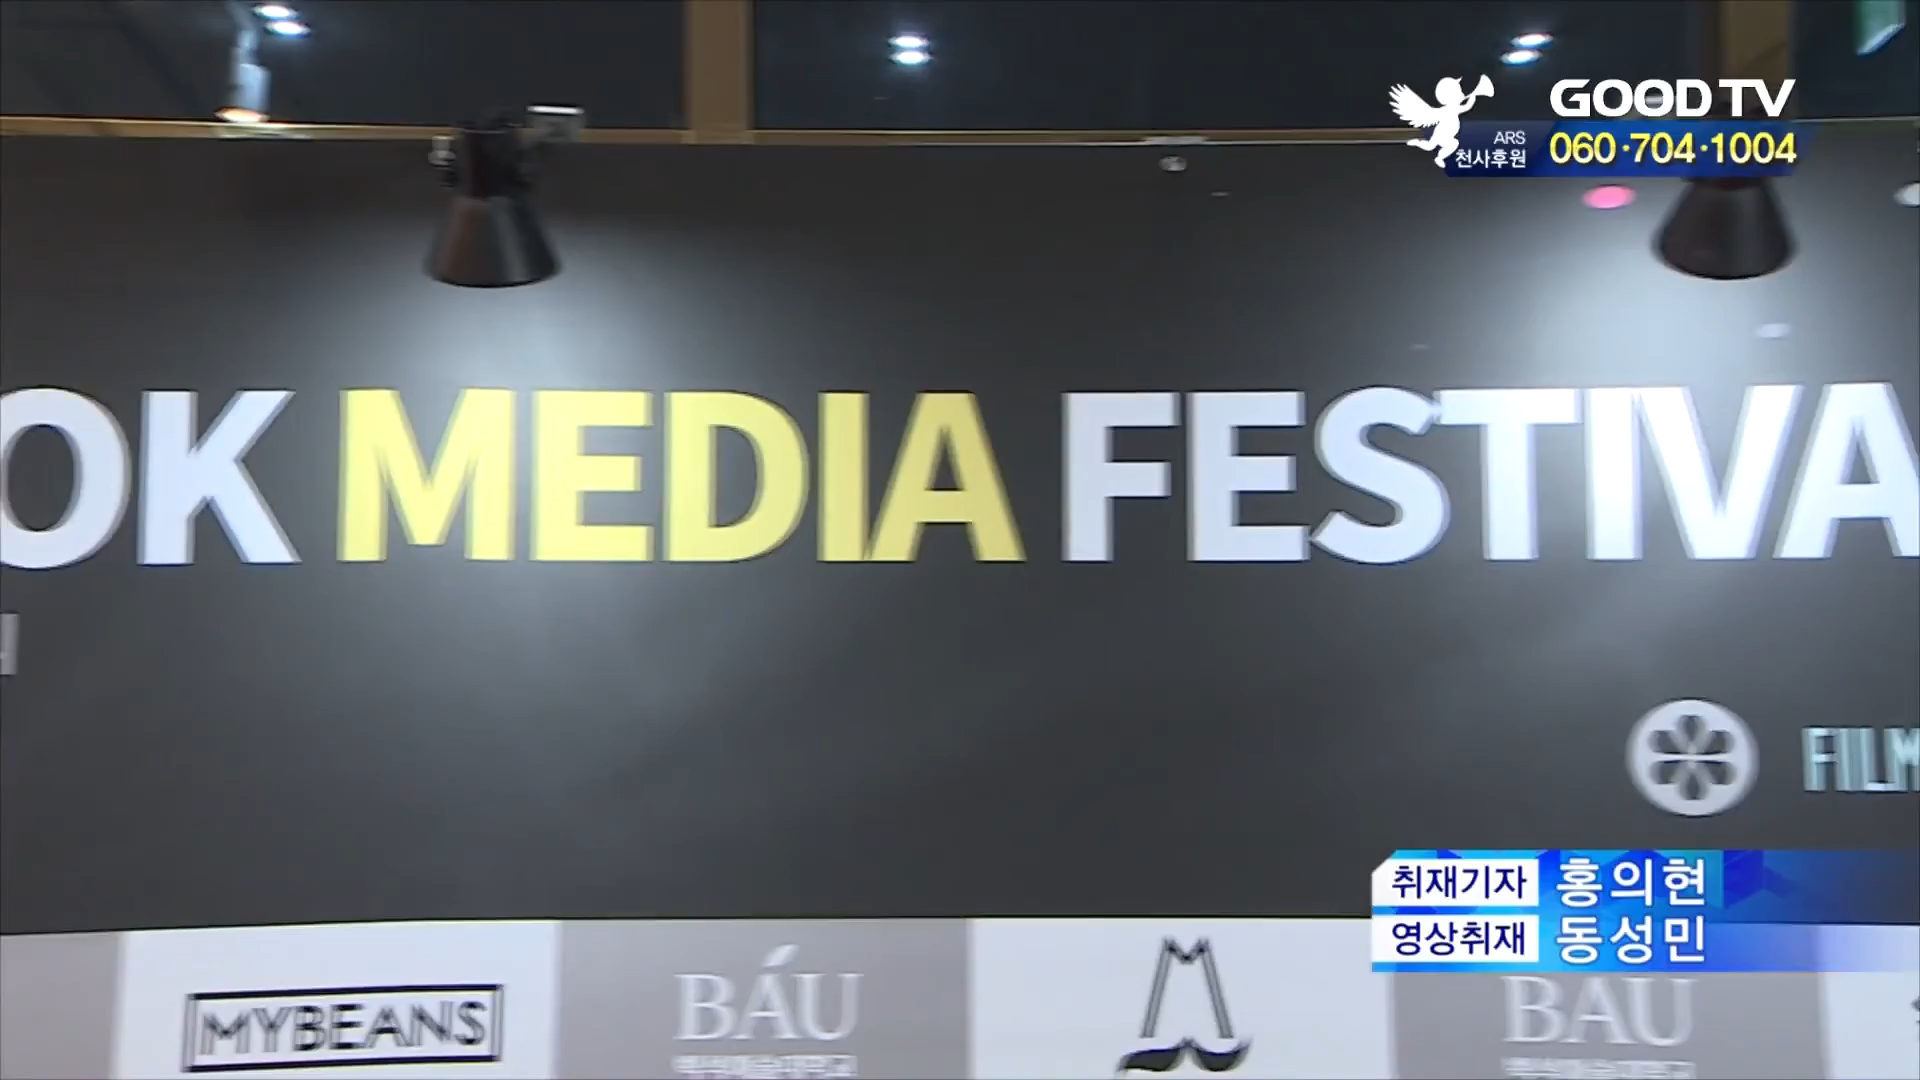 GOOD TV
ARS
천사후원 060·704·1004
OK MEDIA FESTIVA
FILM
취재기자 홍의현
영상취재 동성민
MYBEANS
BÁU
BÁU